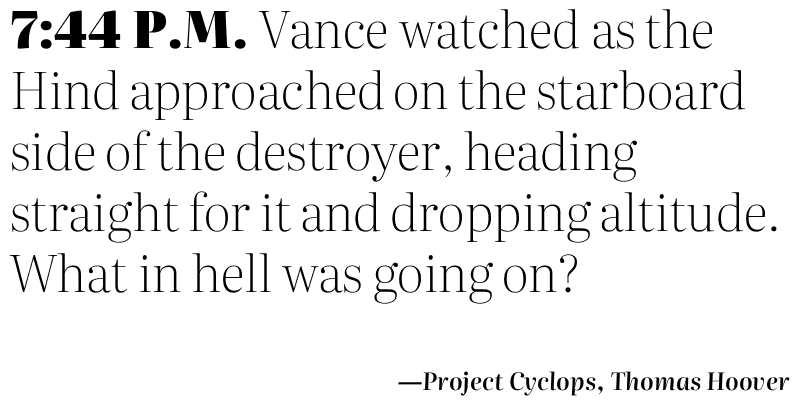 7:44 P.M. Vance watched as the
Hind approached on the starboard
side of the destroyer, heading
straight for it and dropping altitude.
What in hell was going on?
—Project Cyclops, Thomas Hoover